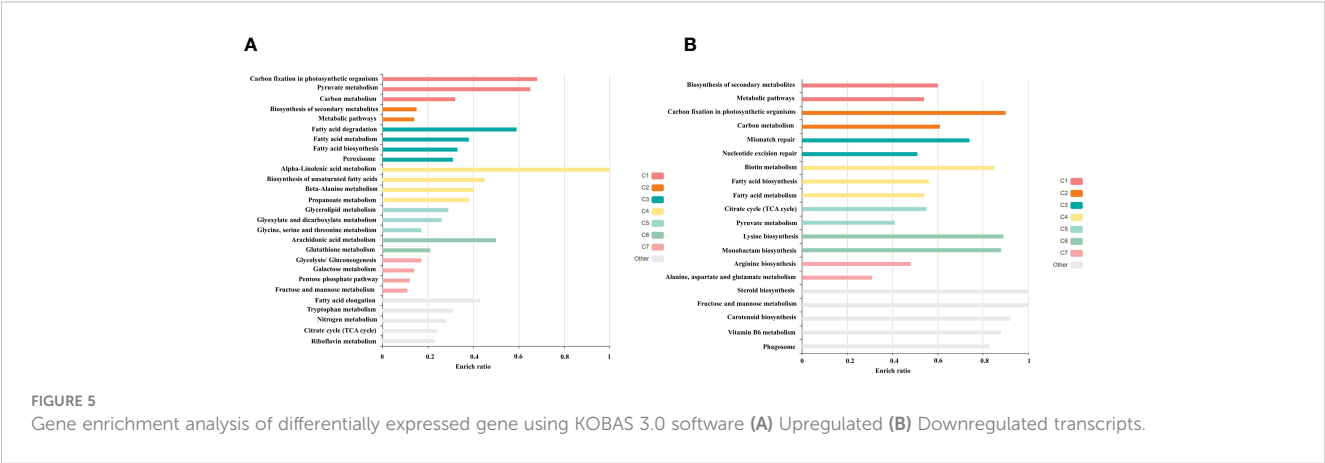 A
Carbon fixation in photosynthetic organisms
Pyruvate metabolism
Carbon metabolism
Biosynthesis of secondary metabolites
Metabolic pathways
Fatty acid degradation
Fatty acid metabolism
Fatty acid biosynthesis
Peroxisome
Alpha-Linolenic acid metabolism
Biosynthesis of unsaturated fatty acids
Beta-Alanine metabolism
Propanoate metabolism
Glycerolipid metabolism
Glyoxylate and dicarboxylate metabolism
Glycine, serine and threonine metabolism
Arachidonic acid metabolism
Glutathione metabolism
Glycolysis/ Gluconeogenesis
Galactose metabolism
Pentose phosphate pathway
Fructose and mannose metabolism
Fatty acid elongation
Tryptophan metabolism
Nitrogen metabolism
Citrate cycle (TCA cycle)
Riboflavin metabolism
0 0.2 0.4 0.6 0.8 1
Enrich ratio
C1
C2
C3
C4
C5
C6
C7
Other
B
Biosynthesis of secondary metabolites
Metabolic pathways
Carbon fixation in photosynthetic organisms
Carbon metabolism
Mismatch repair
Nucleotide excision repair
Biotin metabolism
Fatty acid biosynthesis
Fatty acid metabolism
Citrate cycle (TCA cycle)
Pyruvate metabolism
Lysine biosynthesis
Monobactam biosynthesis
Arginine biosynthesis
Alanine, aspartate and glutamate metabolism
Steroid biosynthesis
Fructose and mannose metabolism
Carotenoid biosynthesis
Vitamin B6 metabolism
Phagosome
0 0.2 0.4 0.6 0.8 1
Enrich ratio
C1
C2
C3
C4
C5
C6
C7
Other
FIGURE 5
Gene enrichment analysis of differentially expressed gene using KOBAS 3.0 software (A) Upregulated (B) Downregulated transcripts.